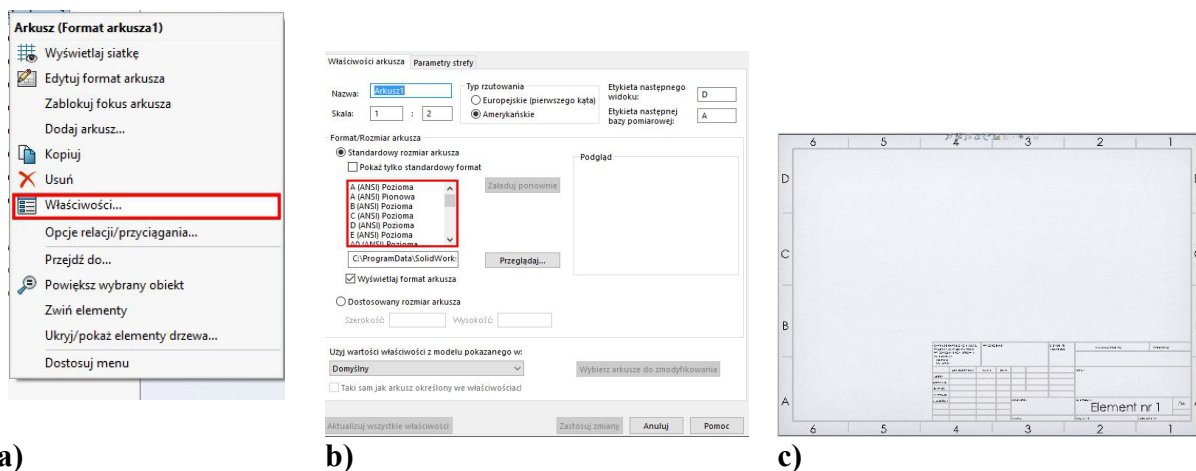 Arkusz (Format arkusza1)
Wyświetlaj siatkę
Edytuj format arkusza
Zablokuj fokus arkusza
Dodaj arkusz...
Kopiuj
Usuń
Właściwości...
Opcje relacji/przyciągania...
Przejdź do...
Powiększ wybrany obiekt
Zwiń elementy
Ukryj/pokaż elementy drzewa...
Dostosuj menu
a)
Właściwości arkusza Parametry strefy
Nazwa: Arkusz1
Skala: 1 : 2
Typ rzutowania
Europejskie (pierwszego kąta)
Amerykańskie
Etykieta następnego widoku: D
Etykieta następnej bazy pomiarowej: A
Format/Rozmiar arkusza
Standardowy rozmiar arkusza
Pokaż tylko standardowy format
A (ANSI) Pozioma
A (ANSI) Pionowa
B (ANSI) Pozioma
C (ANSI) Pozioma
D (ANSI) Pozioma
E (ANSI) Pozioma
A0 (ANSI) Pozioma
Załaduj ponownie
C:\ProgramData\SolidWork:
Przeglądaj...
Wyświetlaj format arkusza
Dostosowany rozmiar arkusza
Szerokość: Wysokość:
Podgląd
Użyj wartości właściwości z modelu pokazanego w:
Domyślny
Wybierz arkusze do zmodyfikowania
Taki sam jak arkusz określony we właściwościacl
Aktualizuj wszystkie właściwości Zastosuj zmiany Anuluj Pomoc
b)
6 5 4 3 2 1
D
C
B
A
Element nr 1
6 5 4 3 2 1
c)